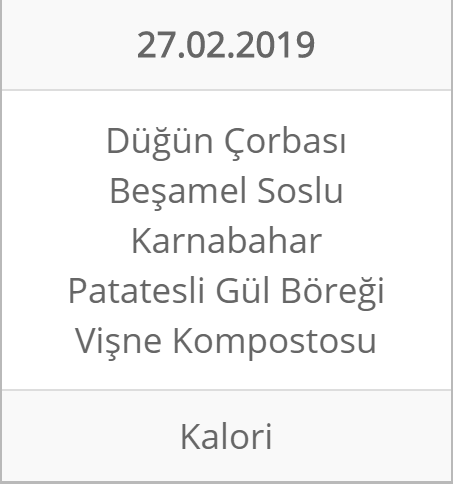 27.02.2019
Düğün Çorbası
Beşamel Soslu
Karnabahar
Patatesli Gül Böreği
Vişne Kompostosu
Kalori